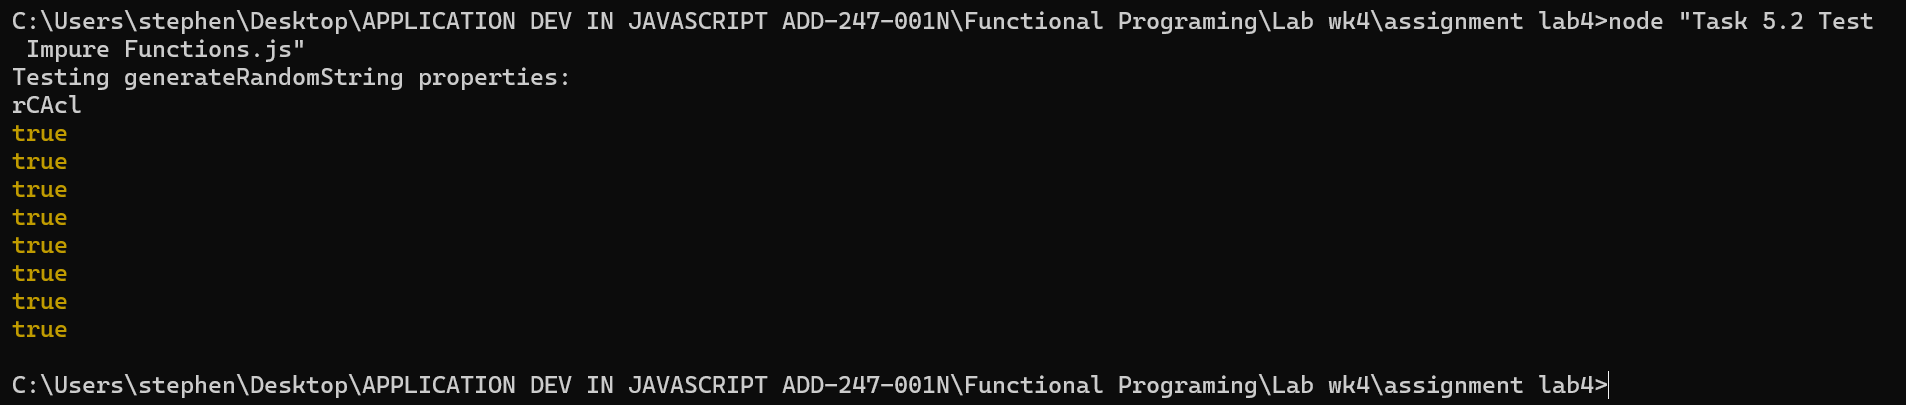 C:\Users\stephen\Desktop\APPLICATION DEV IN JAVASCRIPT ADD-247-001N\Functional Programing\Lab wk4\assignment lab4>node "Task 5.2 Test
 Impure Functions.js"
Testing generateRandomString properties:
rCAcl
true
true
true
true
true
true
true
true
C:\Users\stephen\Desktop\APPLICATION DEV IN JAVASCRIPT ADD-247-001N\Functional Programing\Lab wk4\assignment lab4>